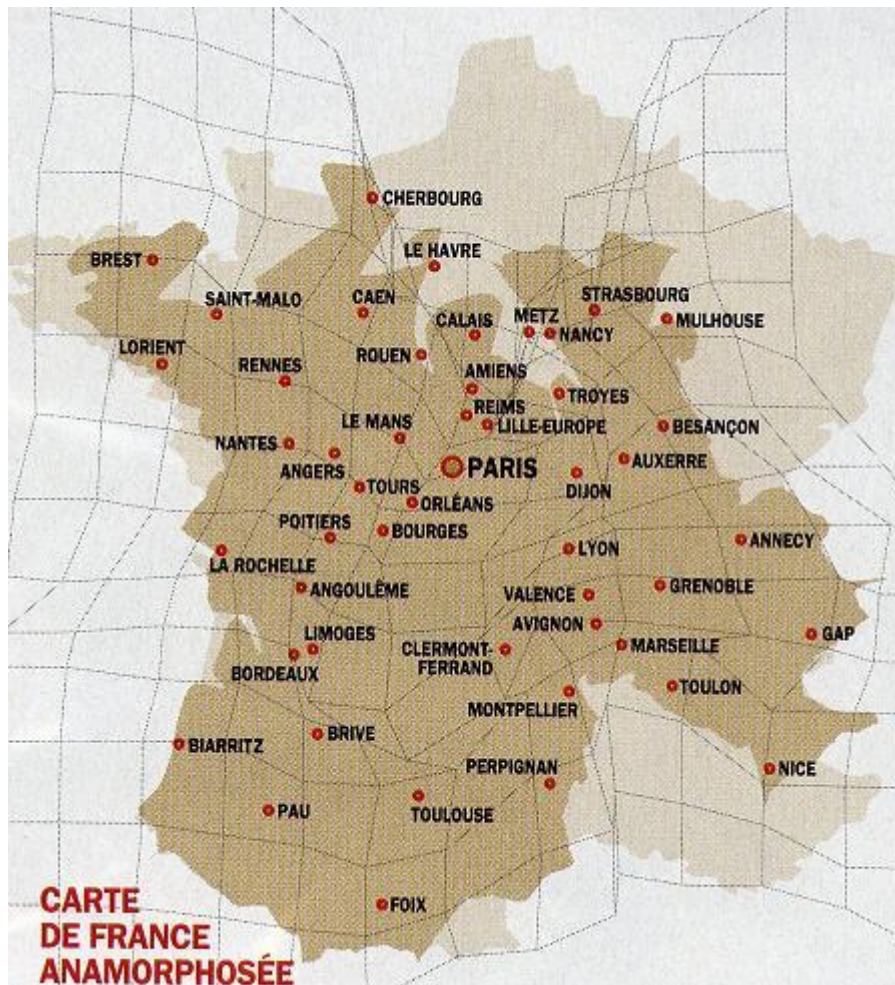 CHERBOURG
LE HAVRE
BREST
STRASBOURG
SAINT-MALO
CAEN
METZ
MULHOUSE
CALAIS
NANCY
LORIENT
ROUEN
RENNES
AMIENS
TROYES
REIMS
LE MANS
LILLE-EUROPE
BESANÇON
NANTES
ANGERS
PARIS
AUXERRE
DIJON
TOURS
ORLÉANS
POITIERS
BOURGES
ANNECY
LYON
LA ROCHELLE
ANGOULÊME
VALENCE
GRENOBLE
AVIGNON
LIMOGES
GAP
CLERMONT-
FERRAND
MARSEILLE
BORDEAUX
TOULON
MONTPELLIER
BRIVE
BIARRITZ
PERPIGNAN
NICE
PAU
TOULOUSE
FOIX
CARTE
DE FRANCE
ANAMORPHOSÉE